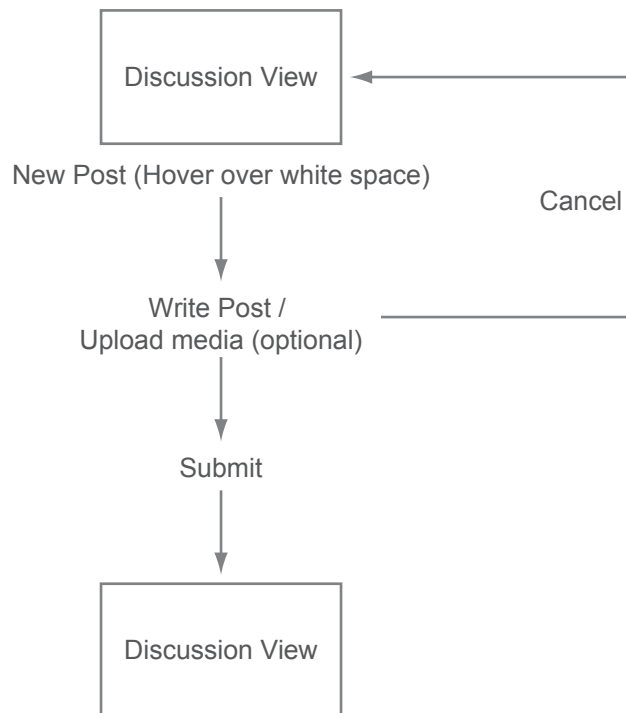 Discussion View
New Post (Hover over white space)
Cancel
Write Post /
Upload media (optional)
Submit
Discussion View